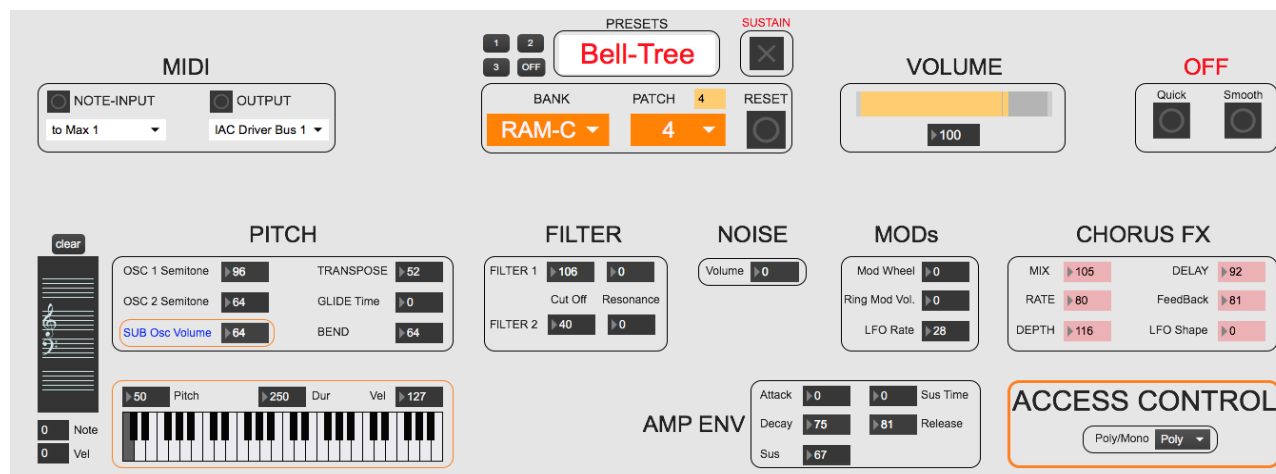 PRESETS
SUSTAIN
1 2
3 OFF
Bell-Tree
MIDI
NOTE-INPUT
OUTPUT
to Max 1
IAC Driver Bus 1
BANK
PATCH
4
RESET
RAM-C
4
VOLUME
100
OFF
Quick
Smooth
clear
PITCH
OSC 1 Semitone
96
TRANSPOSE
52
OSC 2 Semitone
64
GLIDE Time
0
SUB Osc Volume
64
BEND
64
FILTER
FILTER 1
106
0
Cut Off
Resonance
FILTER 2
40
0
NOISE
Volume
0
MODs
Mod Wheel
0
Ring Mod Vol.
0
LFO Rate
28
CHORUS FX
MIX
105
DELAY
92
RATE
80
FeedBack
81
DEPTH
116
LFO Shape
0
0
Note
0
Vel
50
Pitch
250
Dur
Vel
127
AMP ENV
Attack
0
0
Sus Time
Decay
75
81
Release
Sus
67
ACCESS CONTROL
Poly/Mono
Poly